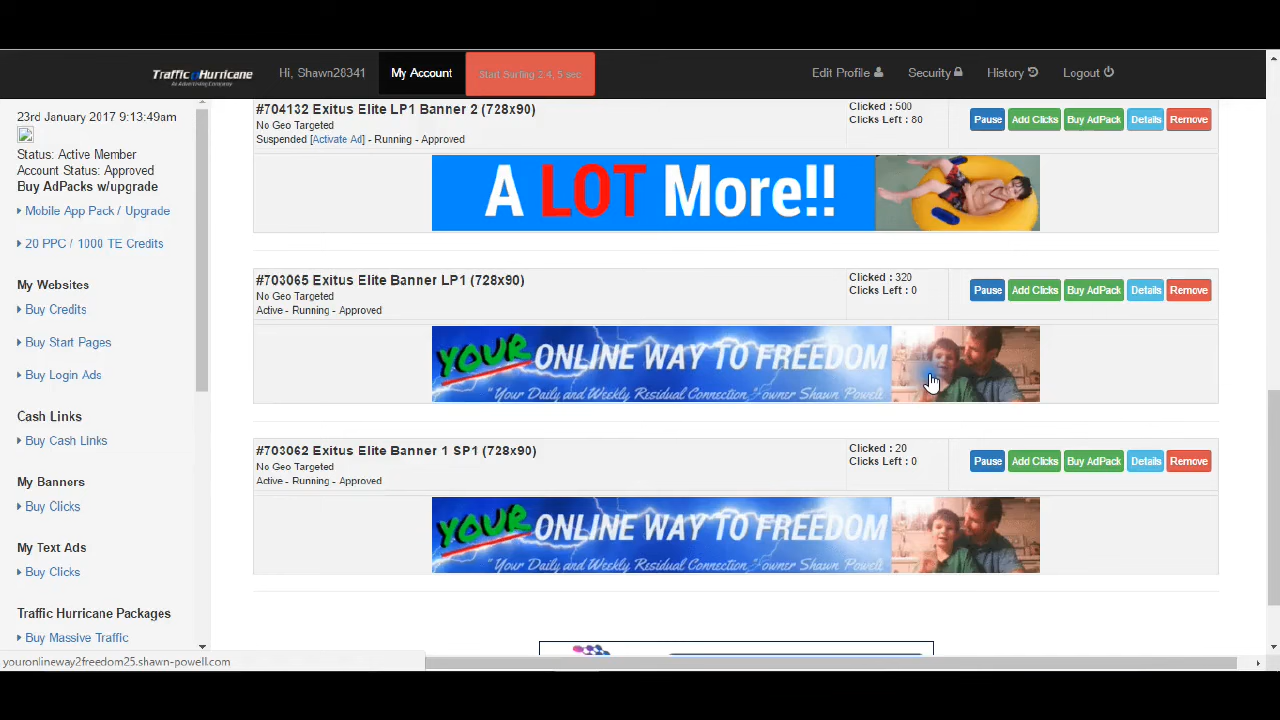 Traffic Hurricane
An Advertising Company
Hi, Shawn28341
My Account
Start Surfing 2.4, 5 sec
Edit Profile
Security
History
Logout
23rd January 2017 9:13:49am
Status: Active Member
Account Status: Approved
Buy AdPacks w/upgrade
Mobile App Pack / Upgrade
20 PPC / 1000 TE Credits
My Websites
Buy Credits
Buy Start Pages
Buy Login Ads
Cash Links
Buy Cash Links
My Banners
Buy Clicks
My Text Ads
Buy Clicks
Traffic Hurricane Packages
Buy Massive Traffic
#704132 Exitus Elite LP1 Banner 2 (728x90)
No Geo Targeted
Suspended [Activate Ad] - Running - Approved
Clicked : 500
Clicks Left : 80
Pause Add Clicks Buy AdPack Details Remove
A LOT More!!
#703065 Exitus Elite Banner LP1 (728x90)
No Geo Targeted
Active - Running - Approved
Clicked : 320
Clicks Left : 0
Pause Add Clicks Buy AdPack Details Remove
YOUR ONLINE WAY TO FREEDOM
"Your Daily and Weekly Residual Connection," owner Shawn Powell
#703062 Exitus Elite Banner 1 SP1 (728x90)
No Geo Targeted
Active - Running - Approved
Clicked : 20
Clicks Left : 0
Pause Add Clicks Buy AdPack Details Remove
YOUR ONLINE WAY TO FREEDOM
"Your Daily and Weekly Residual Connection," owner Shawn Powell
youronlineway2freedom25.shawn-powell.com